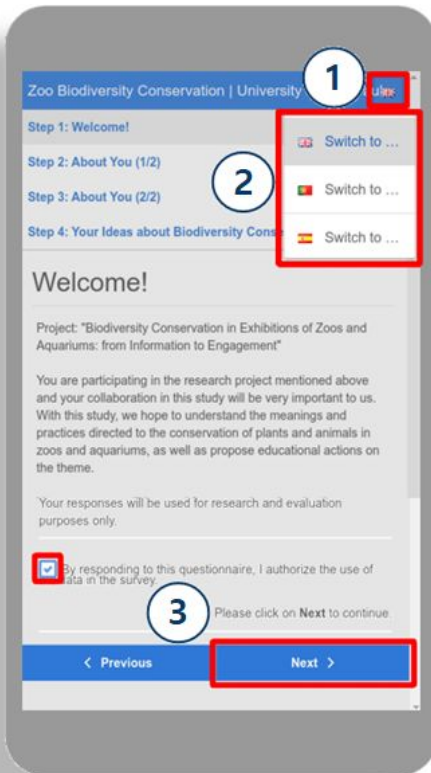 1
Zoo Biodiversity Conservation | University
Step 1: Welcome!
Switch to ...
2
Step 2: About You (1/2)
Switch to ...
Step 3: About You (2/2)
Switch to ...
Step 4: Your Ideas about Biodiversity
Welcome!
Project: "Biodiversity Conservation in Exhibitions of Zoos and
Aquariums: from Information to Engagement"
You are participating in the research project mentioned above
and your collaboration in this study will be very important to us.
With this study, we hope to understand the meanings and
practices directed to the conservation of plants and animals in
zoos and aquariums, as well as propose educational actions on
the theme.
Your responses will be used for research and evaluation
purposes only.
By responding to this questionnaire, I authorize the use of
data in the survey.
3
Please click on Next to continue.
< Previous
Next >